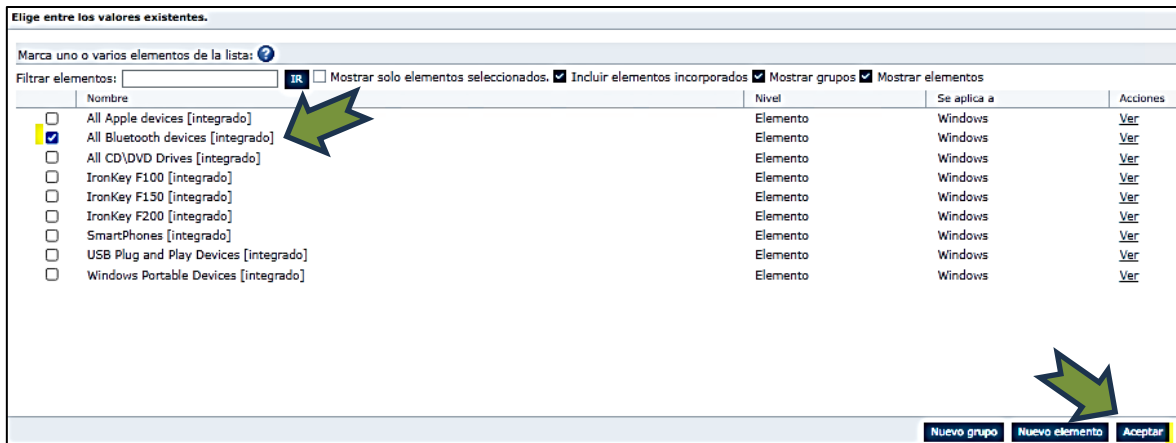 Elige entre los valores existentes.
Marca uno o varios elementos de la lista: ?
Filtrar elementos: IR Mostrar solo elementos seleccionados. Incluir elementos incorporados Mostrar grupos Mostrar elementos
Nombre Nivel Se aplica a Acciones
All Apple devices [integrado] Elemento Windows Ver
All Bluetooth devices [integrado] Elemento Windows Ver
All CD\DVD Drives [integrado] Elemento Windows Ver
IronKey F100 [integrado] Elemento Windows Ver
IronKey F150 [integrado] Elemento Windows Ver
IronKey F200 [integrado] Elemento Windows Ver
SmartPhones [integrado] Elemento Windows Ver
USB Plug and Play Devices [integrado] Elemento Windows Ver
Windows Portable Devices [integrado] Elemento Windows Ver
Nuevo grupo Nuevo elemento Aceptar